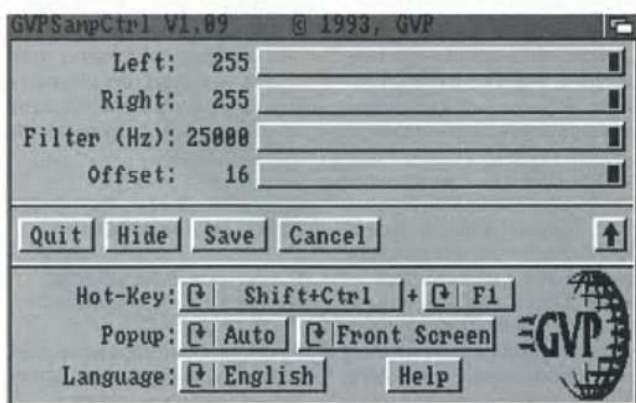 GVPSampCtrl V1.09 © 1993, GVP
Left: 255
Right: 255
Filter (Hz): 25000
Offset: 16
Quit Hide Save Cancel
Hot-Key: Shift+Ctrl + F1
Popup: Auto Front Screen
GVP
Language: English Help